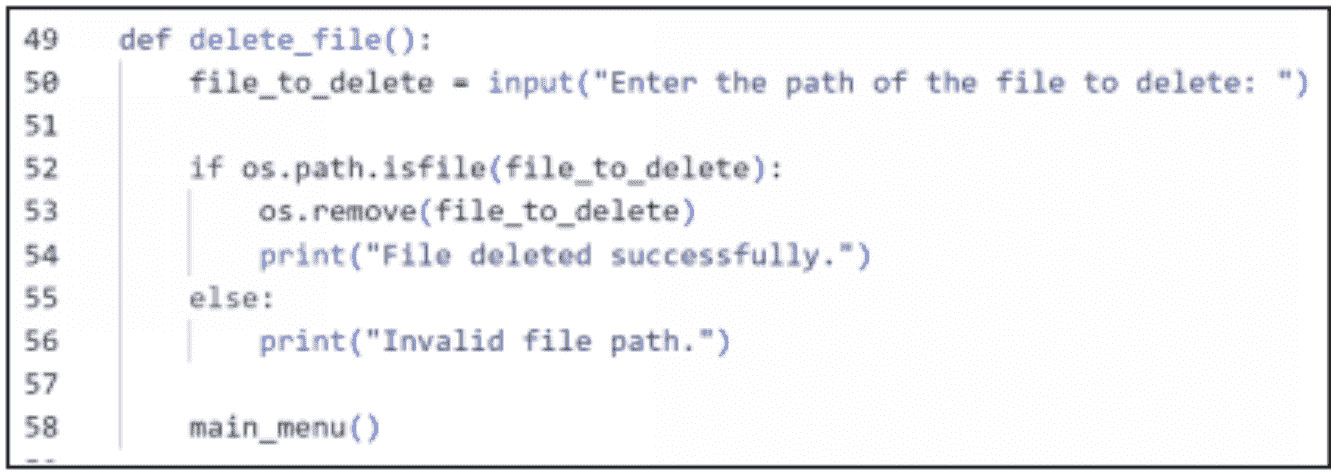 49 def delete_file():
50 file_to_delete = input("Enter the path of the file to delete: ")
51
52 if os.path.isfile(file_to_delete):
53 os.remove(file_to_delete)
54 print("File deleted successfully.")
55 else:
56 print("Invalid file path.")
57
58 main_menu()